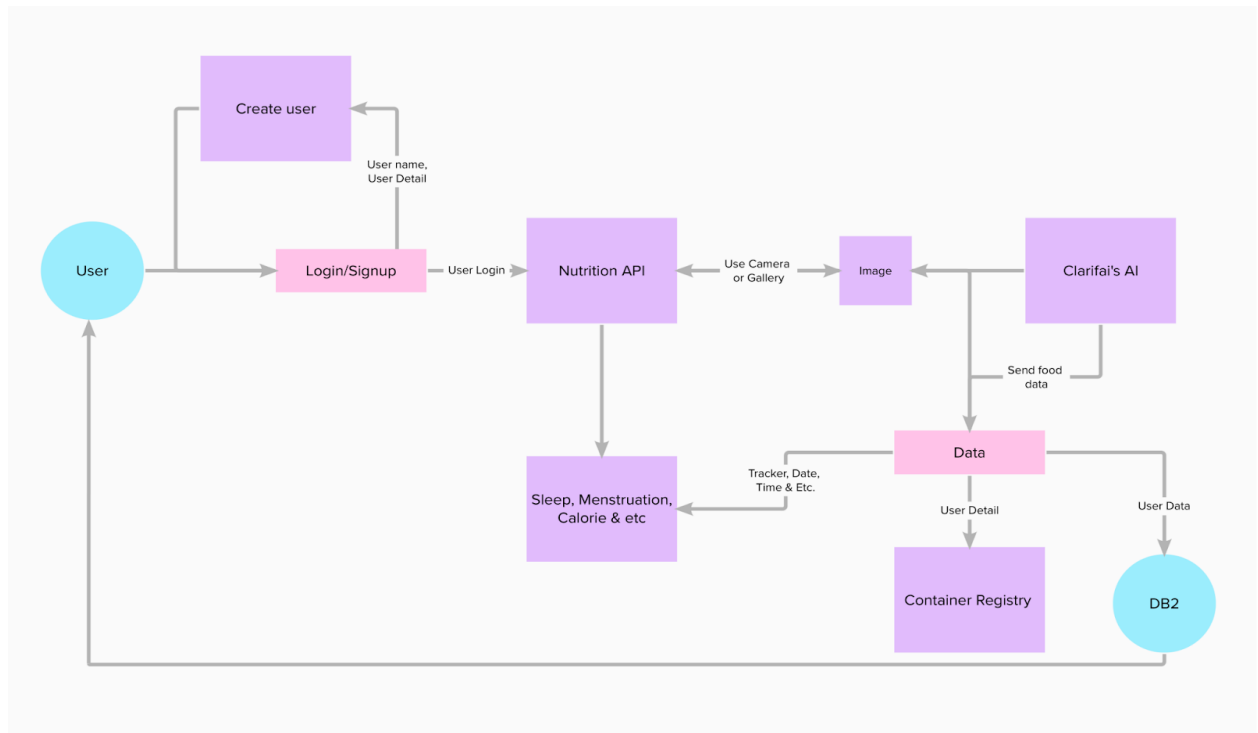 Create user
User name,
User Detail
User
Login/Signup
User Login
Nutrition API
Use Camera
or Gallery
Image
Clarifai's AI
Send food
data
Data
Tracker, Date,
Time & Etc.
Sleep, Menstruation,
Calorie & etc
User Detail
User Data
Container Registry
DB2